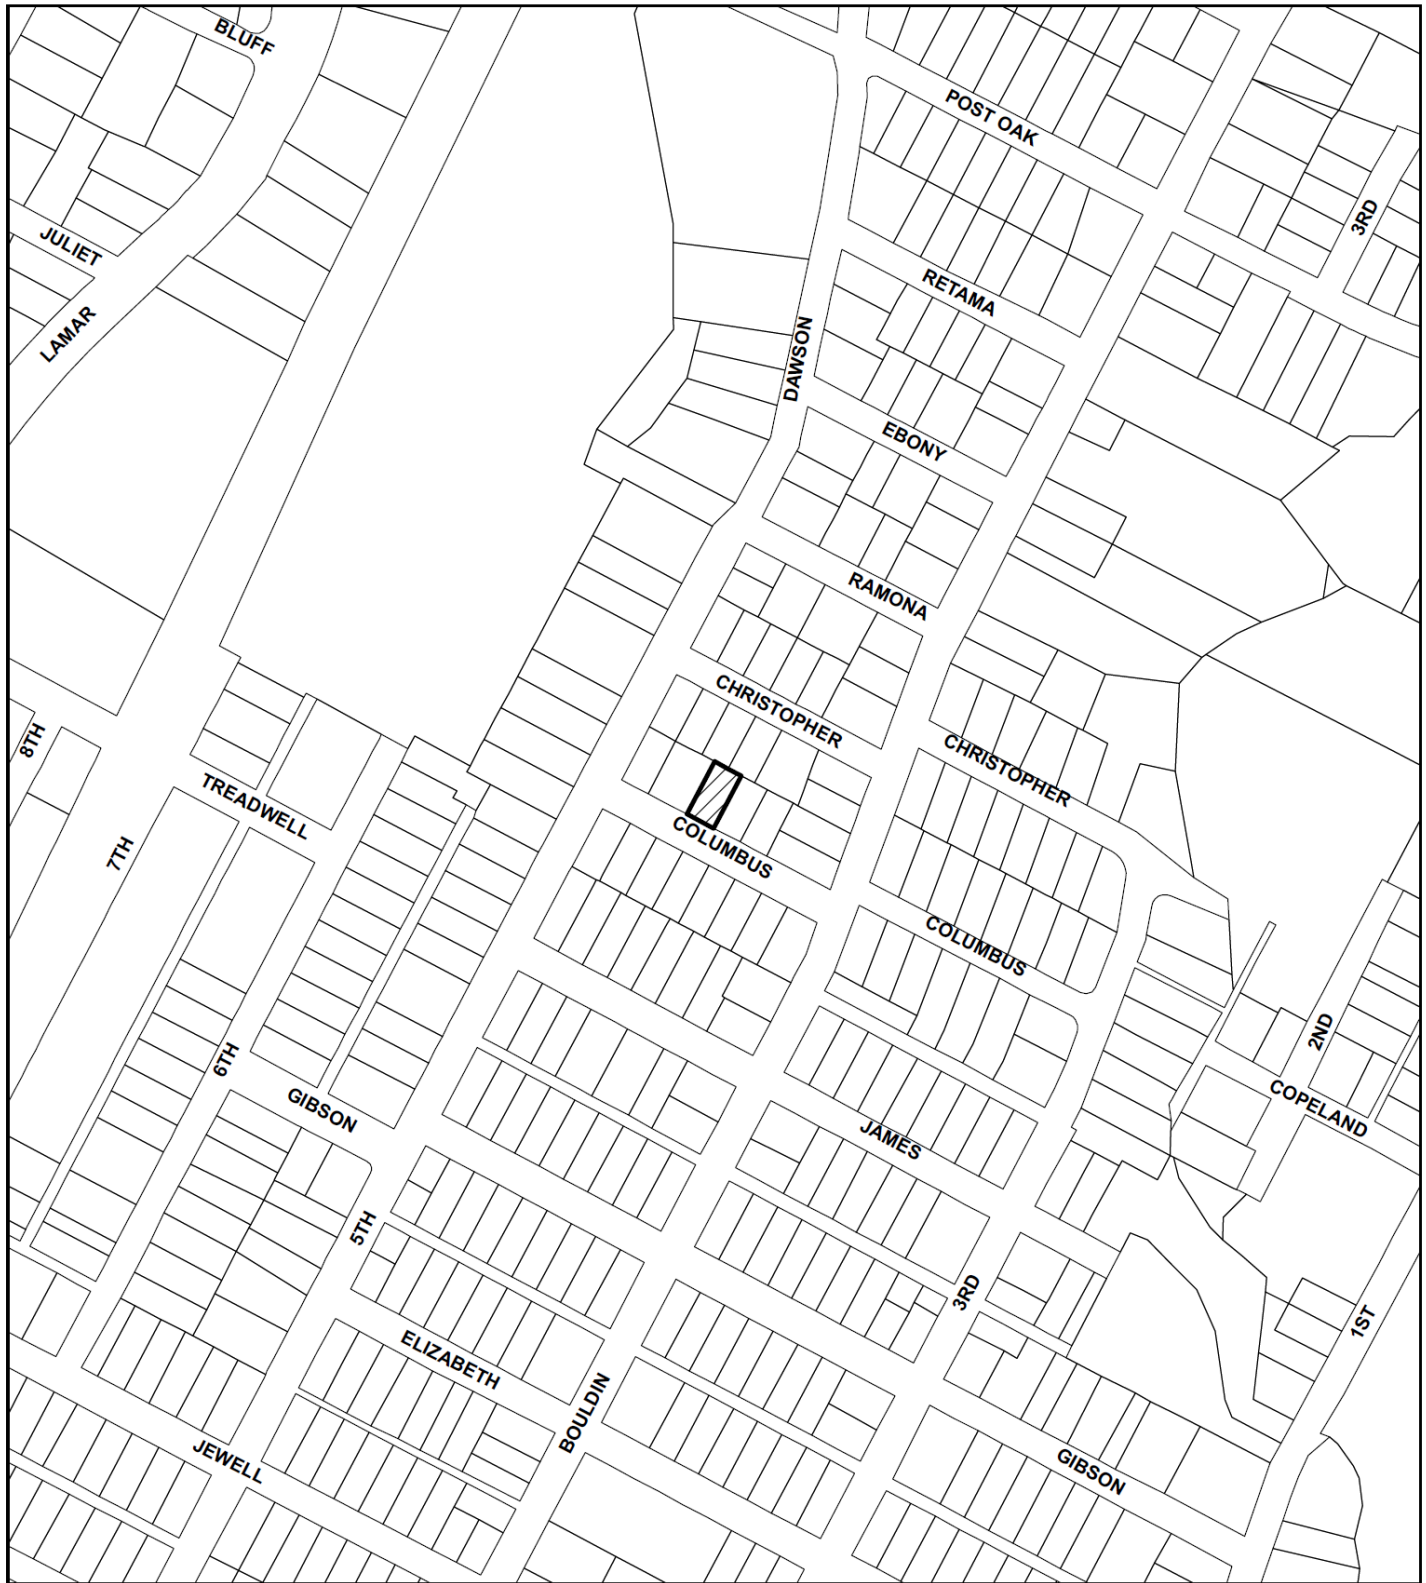 BLUFF
POST OAK
3RD
JULIET
RETAMA
LAMAR
DAWSON
EBONY
RAMONA
CHRISTOPHER
8TH
CHRISTOPHER
TREADWELL
COLUMBUS
7TH
COLUMBUS
2ND
6TH
GIBSON
COPELAND
JAMES
5TH
3RD
1ST
ELIZABETH
BOULDIN
JEWELL
GIBSON